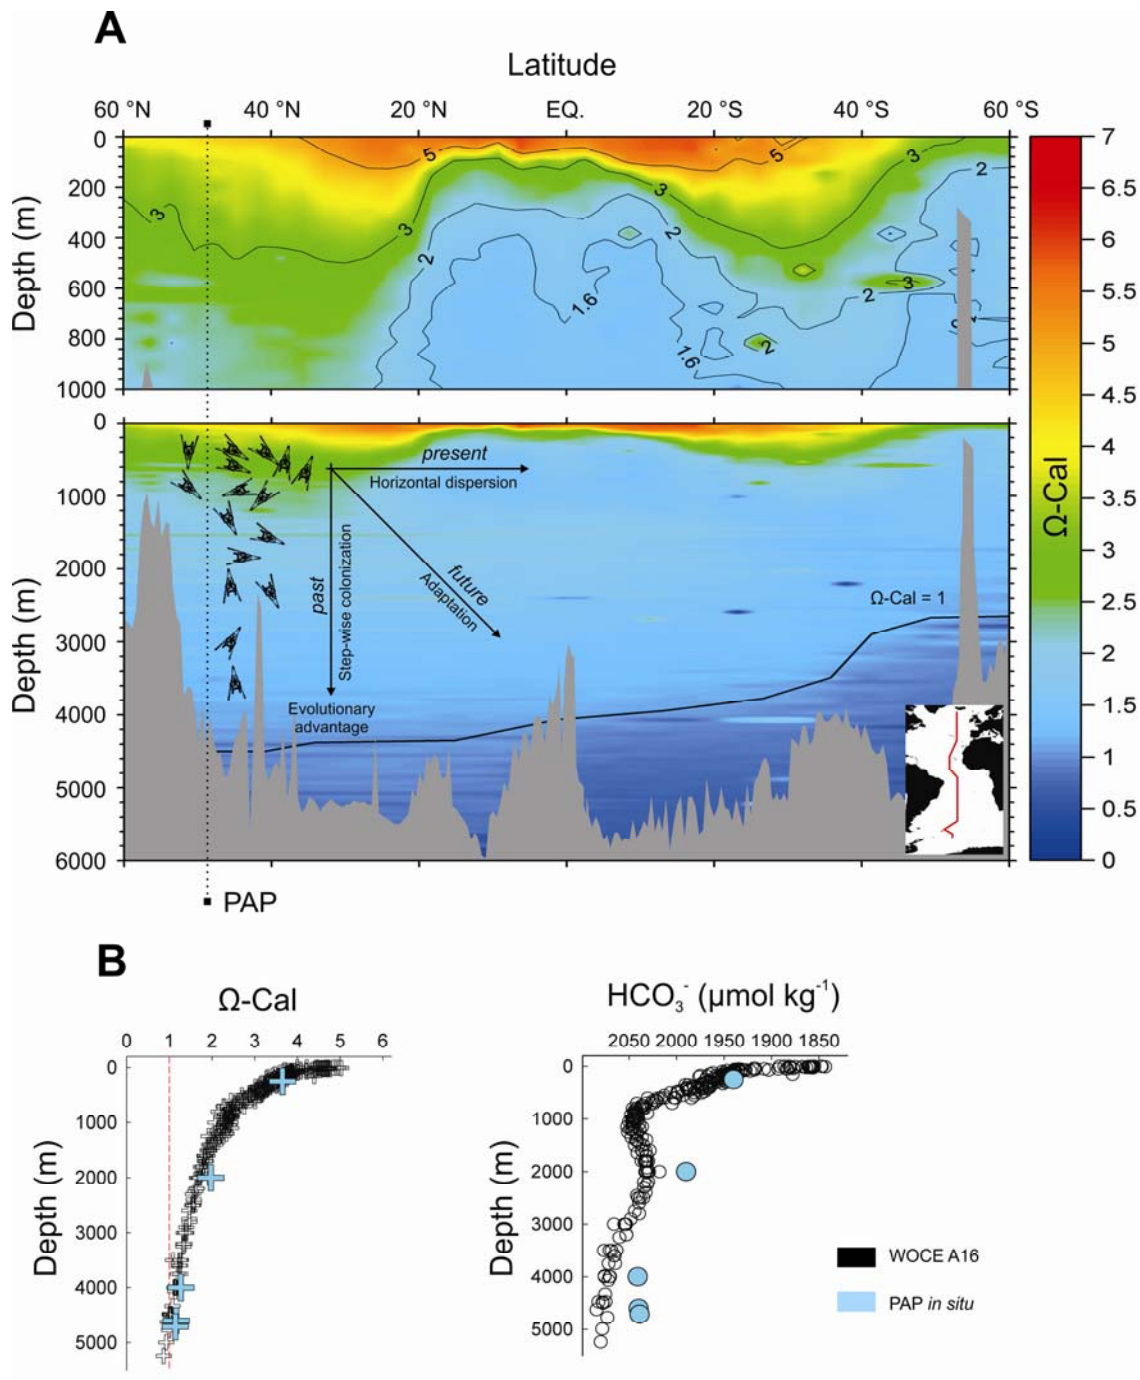 A
Latitude
60 °N 40 °N 20 °N EQ. 20 °S 40 °S 60 °S
Depth (m)
0
200
400
600
800
1000
3 5 3 2 1.6 3 2 5 3 2
2 1.6 2 3
0
1000
2000
3000
4000
5000
6000
Depth (m)
present
Horizontal dispersion
past
Step-wise colonization
future
Adaptation
Evolutionary
advantage
Ω-Cal = 1
PAP
7
6.5
6
5.5
5
4.5
4
3.5
3
2.5
2
1.5
1
0.5
0
Ω-Cal
B
Ω-Cal
0 1 2 3 4 5 6
0
1000
2000
3000
4000
5000
Depth (m)
HCO₃⁻ (µmol kg⁻¹)
2050 2000 1950 1900 1850
0
1000
2000
3000
4000
5000
Depth (m)
WOCE A16
PAP in situ